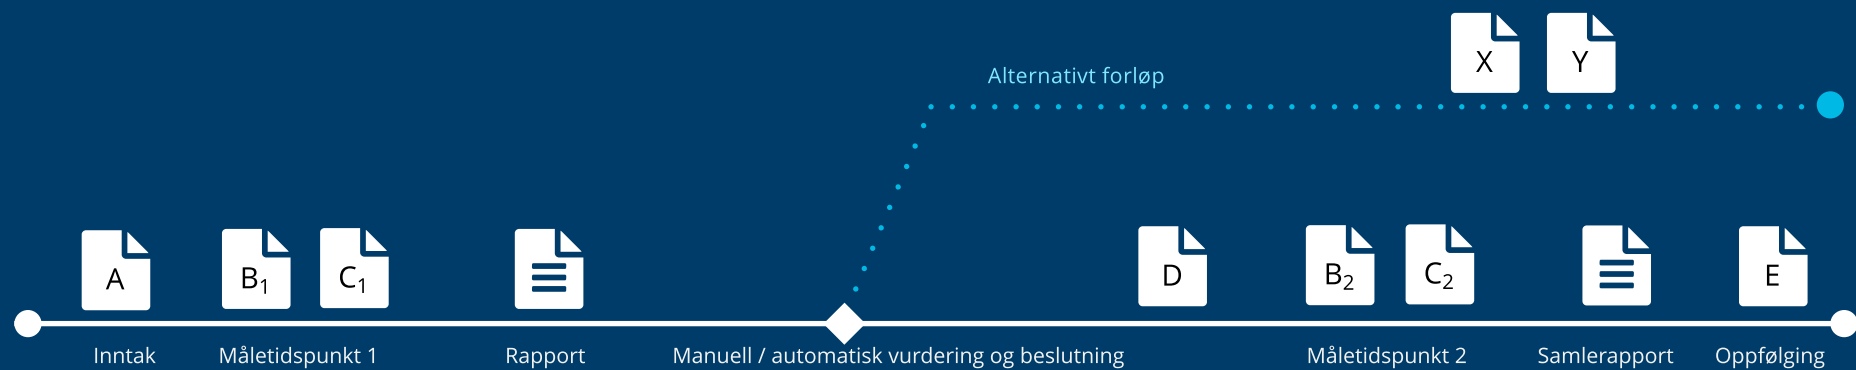 X
Y
Alternativt forløp
A
B1
C1
D
B2
C2
E
Inntak
Måletidspunkt 1
Rapport
Manuell / automatisk vurdering og beslutning
Måletidspunkt 2
Samlerapport
Oppfølging